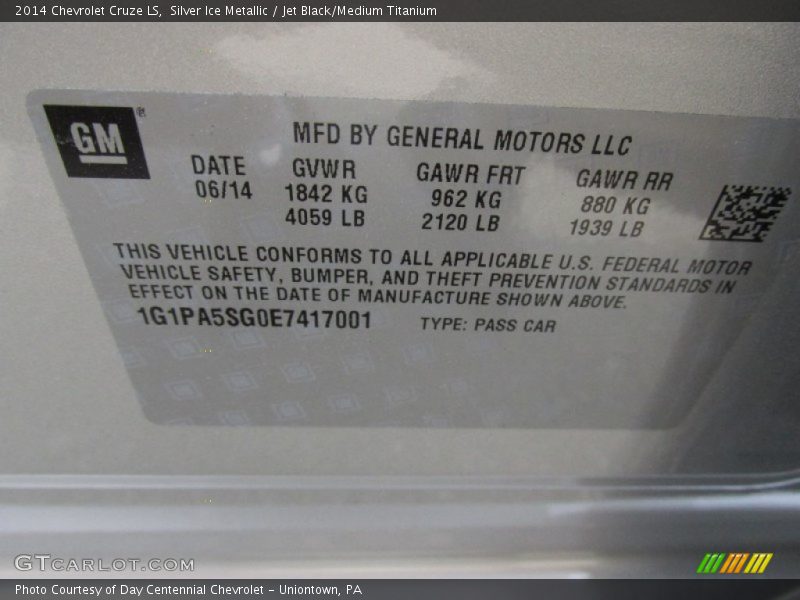 2014 Chevrolet Cruze LS,  Silver Ice Metallic / Jet Black/Medium Titanium
GM ®
MFD BY GENERAL MOTORS LLC
DATE GVWR GAWR FRT GAWR RR
06/14 1842 KG 962 KG 880 KG
4059 LB 2120 LB 1939 LB
THIS VEHICLE CONFORMS TO ALL APPLICABLE U.S. FEDERAL MOTOR
VEHICLE SAFETY, BUMPER, AND THEFT PREVENTION STANDARDS IN
EFFECT ON THE DATE OF MANUFACTURE SHOWN ABOVE.
1G1PA5SG0E7417001 TYPE: PASS CAR
GTCARLOT.COM
Photo Courtesy of Day Centennial Chevrolet - Uniontown, PA